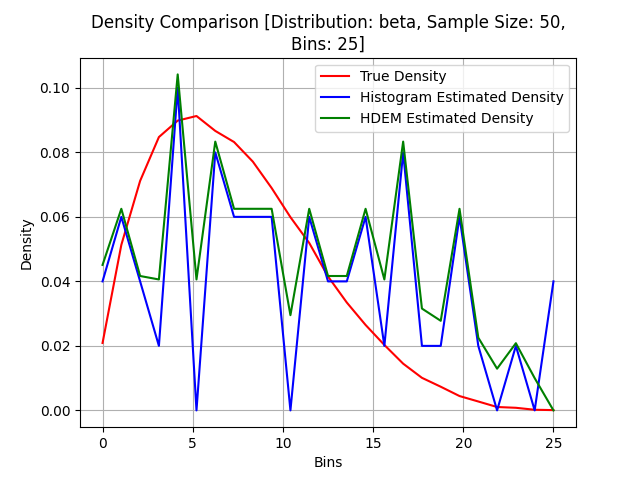 Density Comparison [Distribution: beta, Sample Size: 50,
Bins: 25]
True Density
Histogram Estimated Density
HDEM Estimated Density
Density
0.10
0.08
0.06
0.04
0.02
0.00
0 5 10 15 20 25
Bins